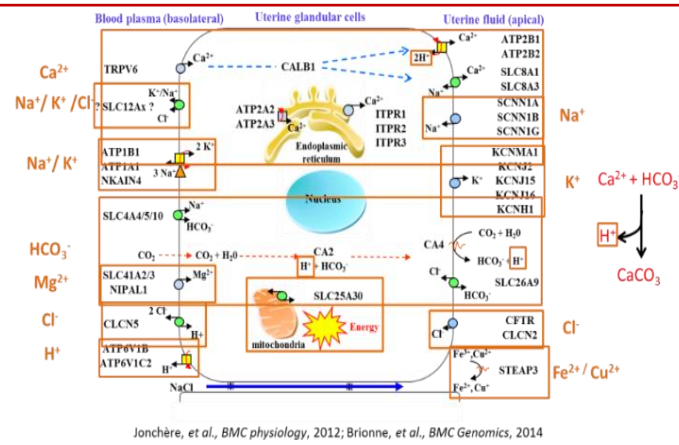 Blood plasma (basolateral)
Uterine glandular cells
Uterine fluid (apical)
Ca²⁺
TRPV6
Ca²⁺
CALB1
2H⁺
Ca²⁺
ATP2B1
ATP2B2
Na⁺/ K⁺ /Cl⁻
? SLC12Ax ?
K⁺/Na⁺
Cl⁻
ATP2A2
ATP2A3
Ca²⁺
Ca²⁺
ITPR1
ITPR2
ITPR3
Endoplasmic
reticulum
Ca²⁺
Na⁺
SLC8A1
SLC8A3
Na⁺
SCNN1A
SCNN1B
SCNN1G
Na⁺
Na⁺/ K⁺
ATP1B1
ATP1A1
NKAIN4
2 K⁺
3 Na⁺
Nucleus
K⁺
KCNMA1
KCNJ2
KCNJ15
KCNJ16
KCNH1
K⁺
Ca²⁺ + HCO₃⁻
H⁺
CaCO₃
SLC4A4/5/10
Na⁺
HCO₃⁻
HCO₃⁻
CO₂
CO₂ + H₂0
CA2
H⁺ + HCO₃⁻
CA4
CO₂ + H₂0
HCO₃⁻ + H⁺
Mg²⁺
SLC41A2/3
NIPAL1
Mg²⁺
SLC25A30
Energy
mitochondria
Cl⁻
HCO₃⁻
SLC26A9
Cl⁻
CLCN5
2 Cl⁻
H+
Cl⁻
CFTR
CLCN2
Cl⁻
H⁺
ATP6V1B
ATP6V1C2
H⁺
Fe³⁺,Cu²⁺
Fe²⁺,Cu⁺
STEAP3
Fe²⁺/ Cu²⁺
NaCl
Jonchère, et al., BMC physiology, 2012; Brionne, et al., BMC Genomics, 2014